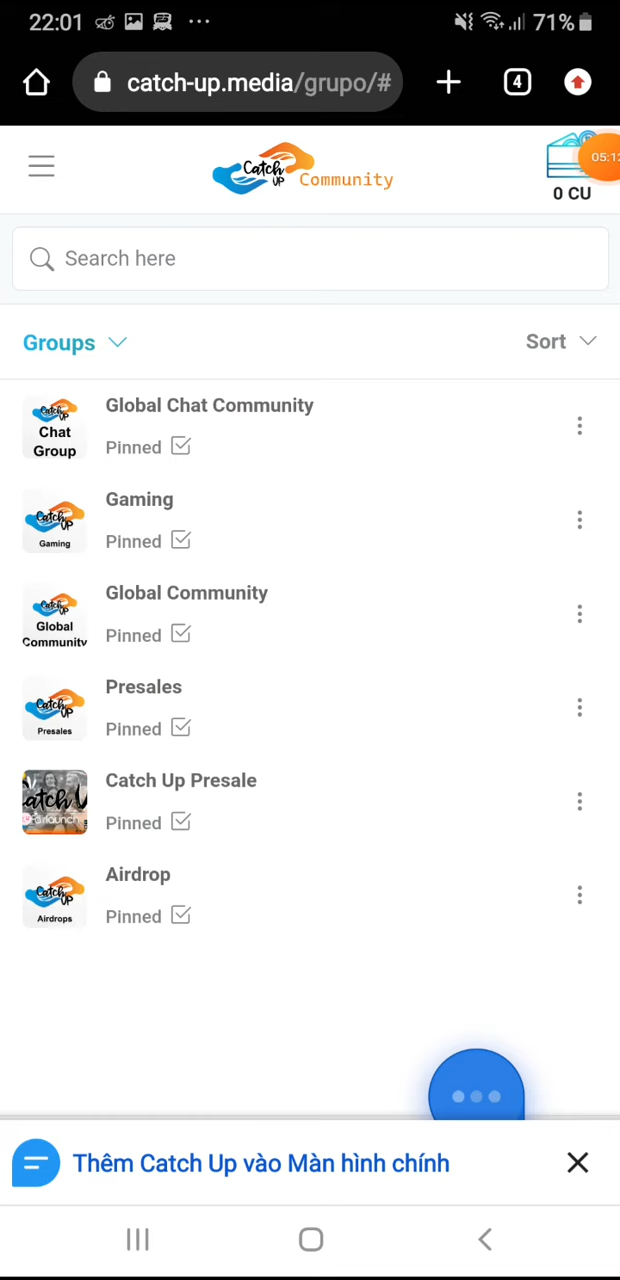 22:01
71%
catch-up.media/grupo/#
4
Catch UP Community
05:12
0 CU
Search here
Groups
Sort
Catch UP
Chat
Group
Global Chat Community
Pinned
Catch UP
Gaming
Gaming
Pinned
Catch UP
Global
Community
Global Community
Pinned
Catch UP
Presales
Presales
Pinned
Catch Up Presale
Pinned
Catch UP
Airdrops
Airdrop
Pinned
Thêm Catch Up vào Màn hình chính